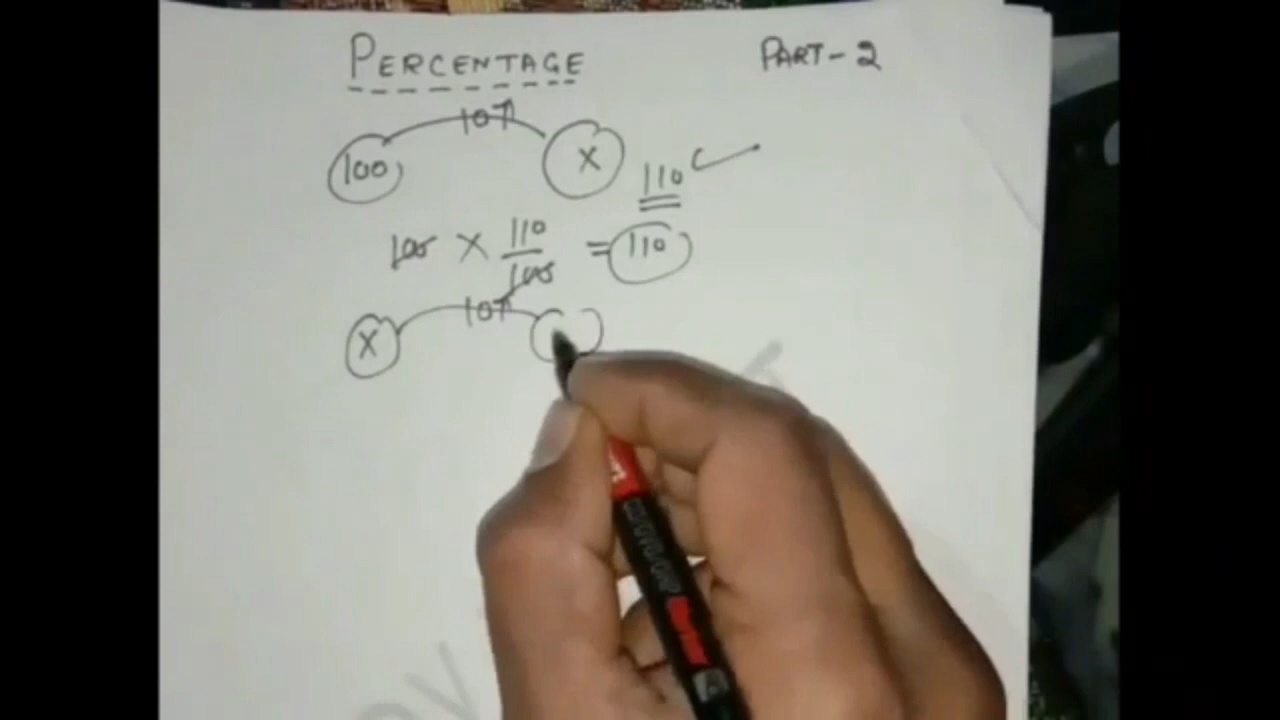 PERCENTAGE PART-2
10↑
100 X 110
100 X 110/100 = 110
10↑
X